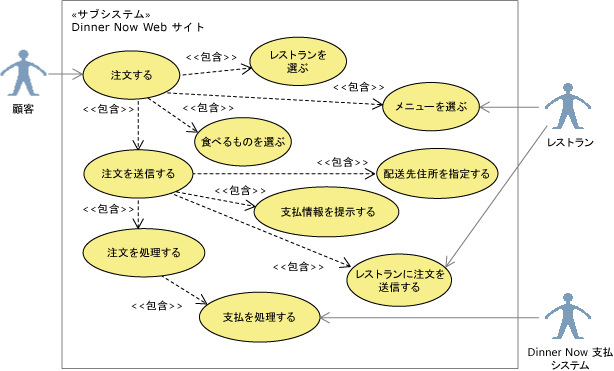 «サブシステム»
Dinner Now Web サイト
顧客
注文する
<<包含>>
レストランを
選ぶ
<<包含>>
<<包含>>
<<包含>>
メニューを選ぶ
レストラン
食べるものを選ぶ
注文を送信する
<<包含>>
配送先住所を指定する
<<包含>>
支払情報を提示する
<<包含>>
注文を処理する
<<包含>>
レストランに注文を
送信する
<<包含>>
支払を処理する
Dinner Now 支払
システム